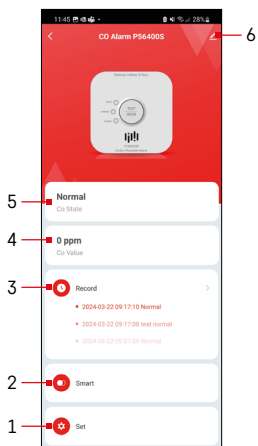 11:45
28%
CO Alarm P56400S
6
TEST
5
Normal
Co State
4
0 ppm
Co Value
3
Record
2024-03-22 09:17:10 Normal
2024-03-22 09:17:08 test normal
2024-03-22 09:07:49 Normal
2
Smart
1
Set